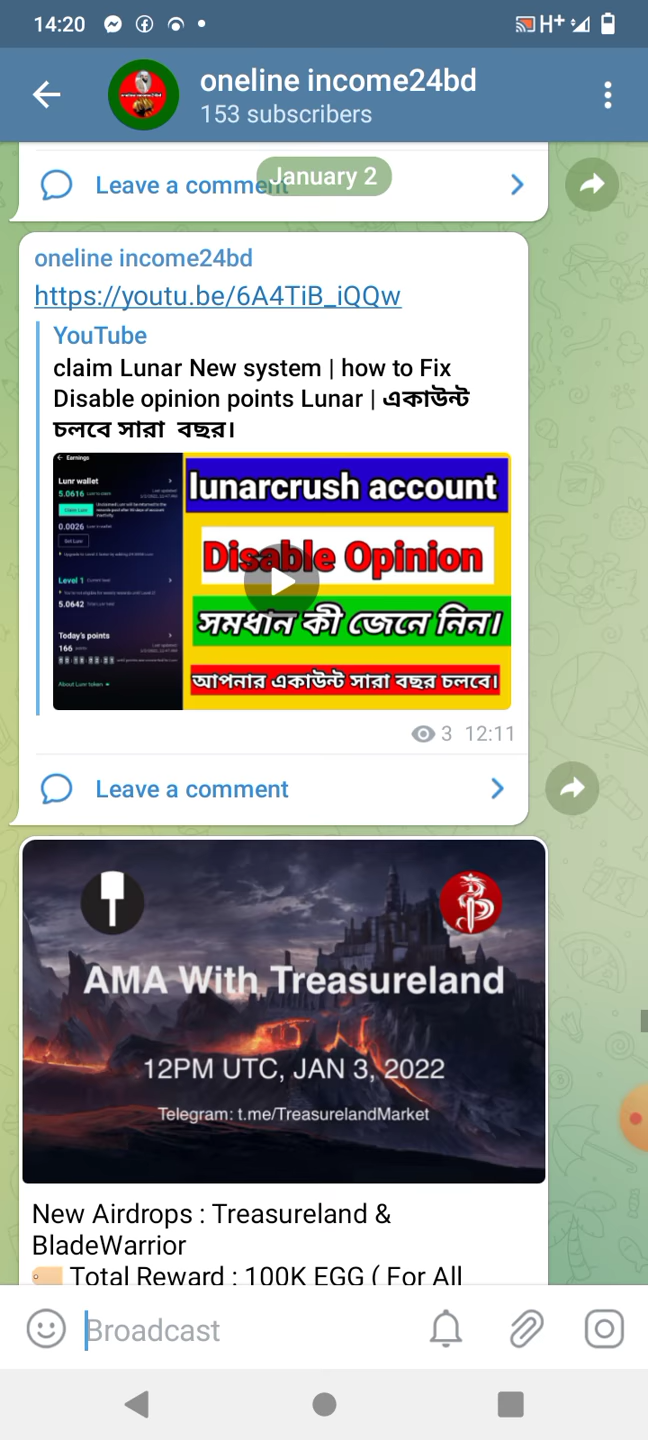 14:20
H+
oneline income24bd
153 subscribers
January 2
Leave a comment
oneline income24bd
https://youtu.be/6A4TiB_iQQw
YouTube
claim Lunar New system | how to Fix
Disable opinion points Lunar | একাউন্ট
চলবে সারা বছর।
Earnings
Lunr wallet
5.0616
0.0026
Level 1
5.0642
Today's points
166
About Lunr token
lunarcrush account
Disable Opinion
সমধান কী জেনে নিন।
আপনার একাউন্ট সারা বছর চলবে।
3 12:11
Leave a comment
AMA With Treasureland
12PM UTC, JAN 3, 2022
Telegram: t.me/TreasurelandMarket
New Airdrops : Treasureland &
BladeWarrior
Total Reward : 100K EGG ( For All
Broadcast